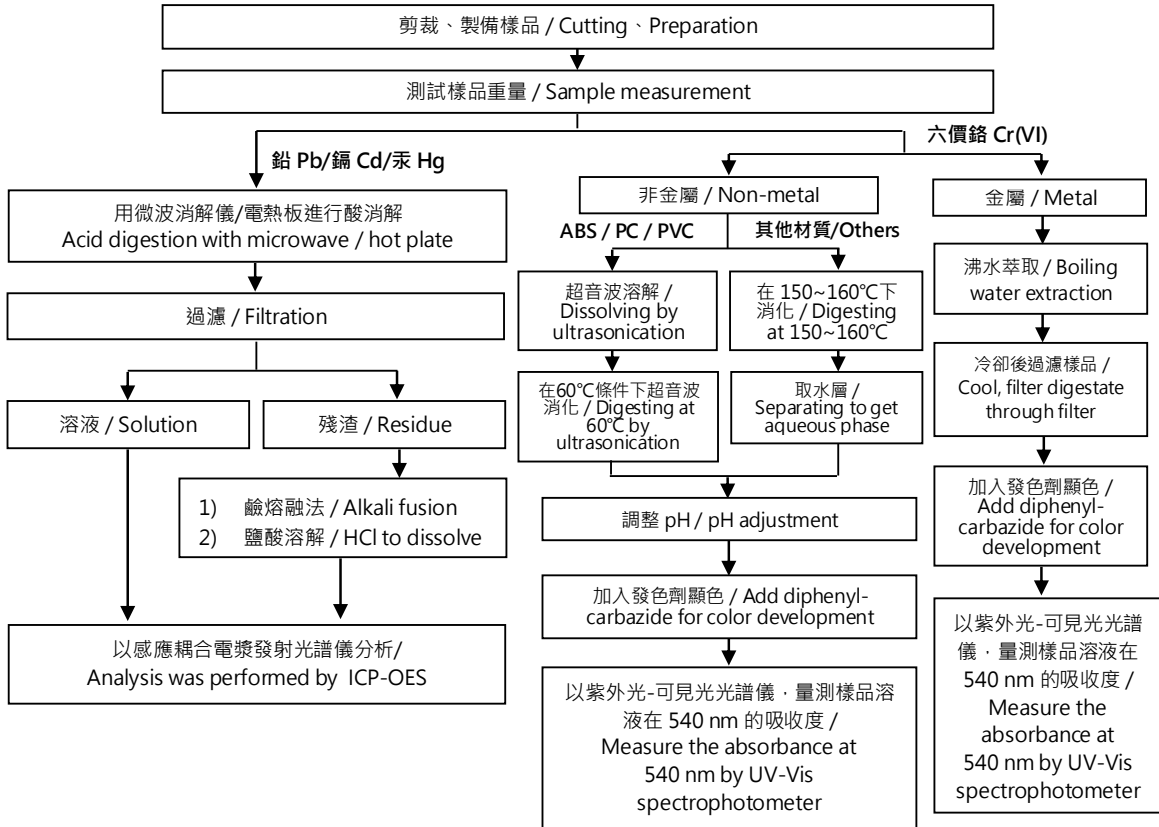 剪裁、製備樣品 / Cutting、Preparation
測試樣品重量 / Sample measurement
鉛 Pb/鎘 Cd/汞 Hg
六價鉻 Cr(VI)
用微波消解儀/電熱板進行酸消解
Acid digestion with microwave / hot plate
過濾 / Filtration
溶液 / Solution
殘渣 / Residue
1) 鹼熔融法 / Alkali fusion
2) 鹽酸溶解 / HCl to dissolve
以感應耦合電漿發射光譜儀分析/
Analysis was performed by ICP-OES
非金屬 / Non-metal
ABS / PC / PVC
其他材質/Others
超音波溶解 /
Dissolving by
ultrasonication
在60℃條件下超音波
消化 / Digesting at
60℃ by
ultrasonication
在 150~160℃下
消化 / Digesting
at 150~160℃
取水層 /
Separating to get
aqueous phase
調整 pH / pH adjustment
加入發色劑顯色 / Add diphenyl-
carbazide for color development
以紫外光-可見光光譜儀，量測樣品溶
液在 540 nm 的吸收度 /
Measure the absorbance at
540 nm by UV-Vis
spectrophotometer
金屬 / Metal
沸水萃取 / Boiling
water extraction
冷卻後過濾樣品 /
Cool, filter digestate
through filter
加入發色劑顯色 /
Add diphenyl-
carbazide for color
development
以紫外光-可見光光譜
儀，量測樣品溶液在
540 nm 的吸收度 /
Measure the
absorbance at
540 nm by UV-Vis
spectrophotometer